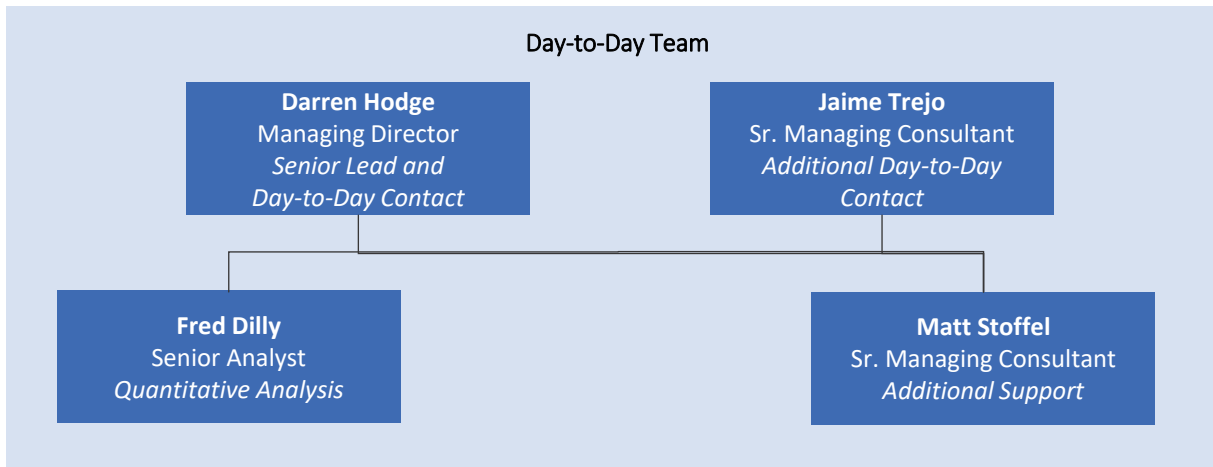 Day-to-Day Team
Darren Hodge
Managing Director
Senior Lead and
Day-to-Day Contact
Jaime Trejo
Sr. Managing Consultant
Additional Day-to-Day
Contact
Fred Dilly
Senior Analyst
Quantitative Analysis
Matt Stoffel
Sr. Managing Consultant
Additional Support